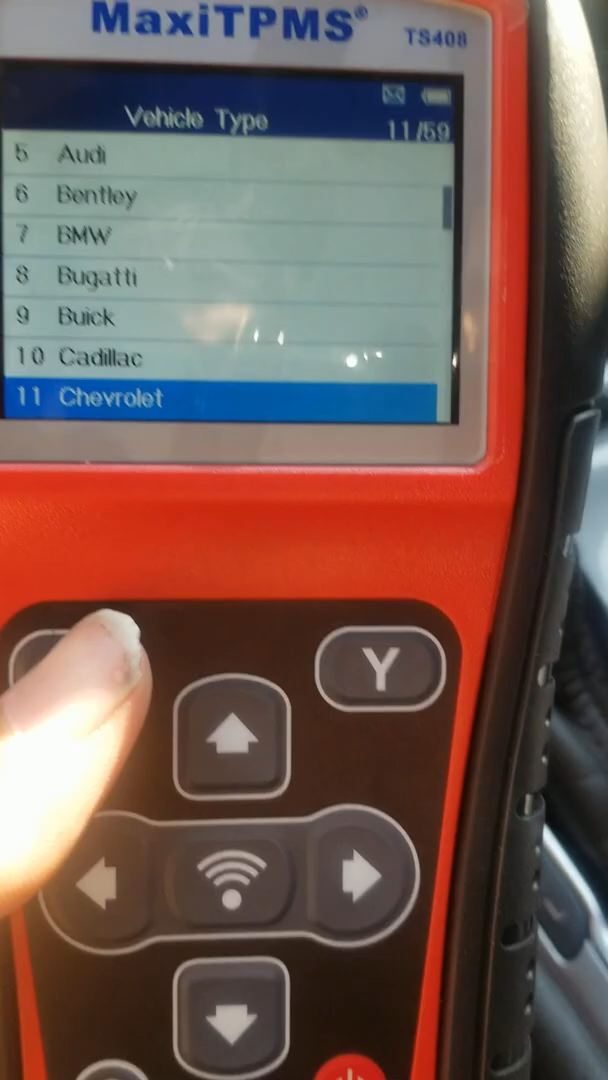 MaxiTPMS®
TS408
Vehicle Type
11/59
5 Audi
6 Bentley
7 BMW
8 Bugatti
9 Buick
10 Cadillac
11 Chevrolet
Y